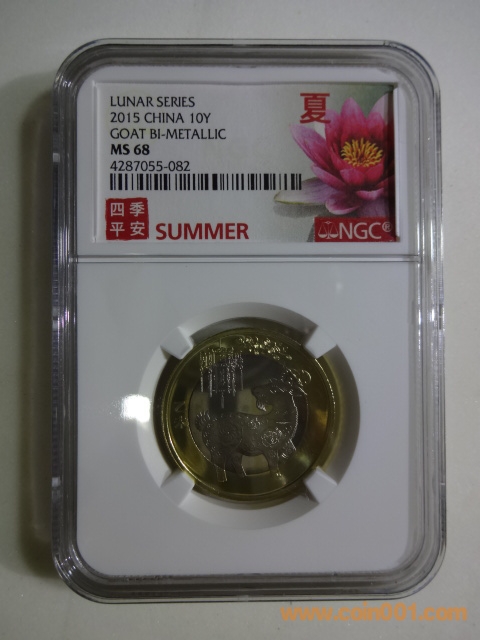 LUNAR SERIES
2015 CHINA 10Y
GOAT BI-METALLIC
MS 68
4287055-082
夏
四季
平安
SUMMER
NGC®
www.coin001.com